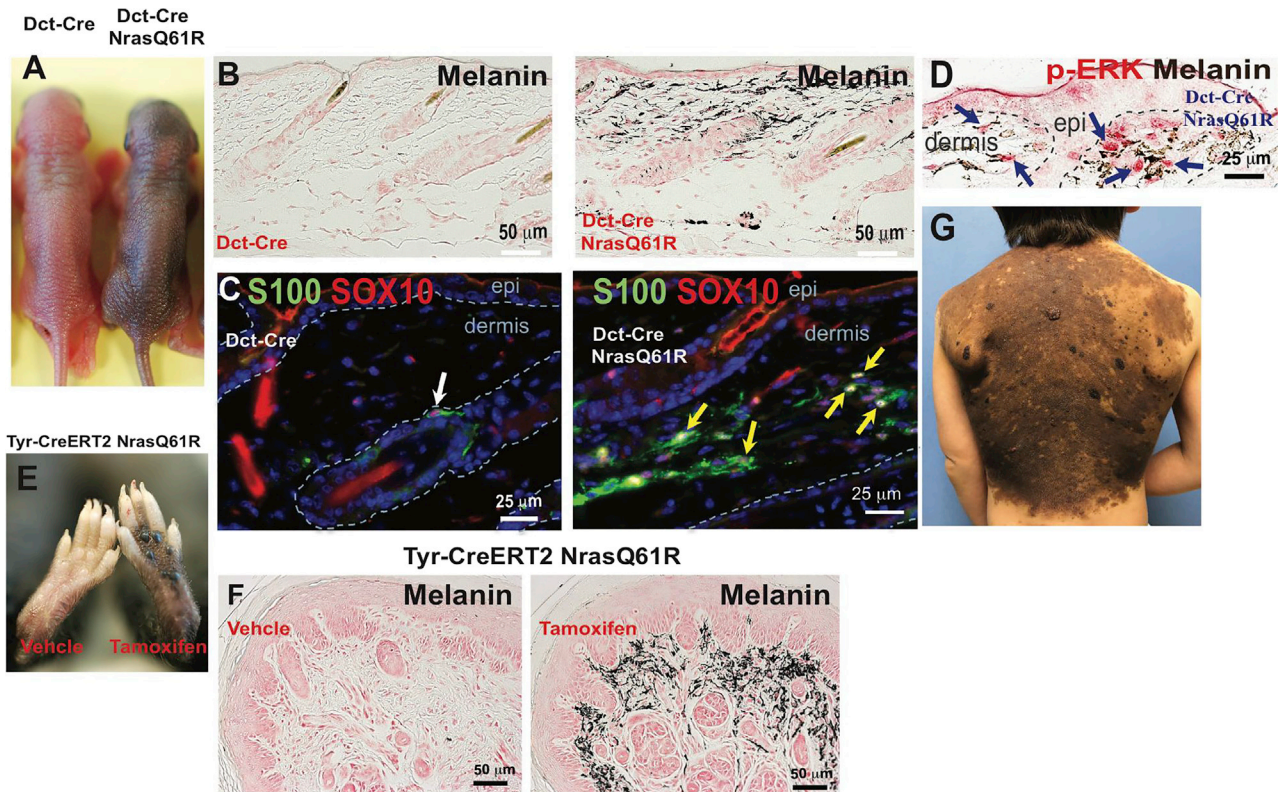 Dct-Cre
Dct-Cre
NrasQ61R
A
B
Melanin
Dct-Cre
50 μm
Melanin
Dct-Cre
NrasQ61R
50 μm
D
p-ERK Melanin
Dct-Cre
NrasQ61R
epi
dermis
25 μm
C
S100 SOX10
epi
dermis
Dct-Cre
25 μm
S100 SOX10
epi
Dct-Cre
NrasQ61R
dermis
25 μm
G
Tyr-CreERT2 NrasQ61R
E
Vehcle
Tamoxifen
Tyr-CreERT2 NrasQ61R
F
Melanin
Vehcle
50 μm
Melanin
Tamoxifen
50 μm